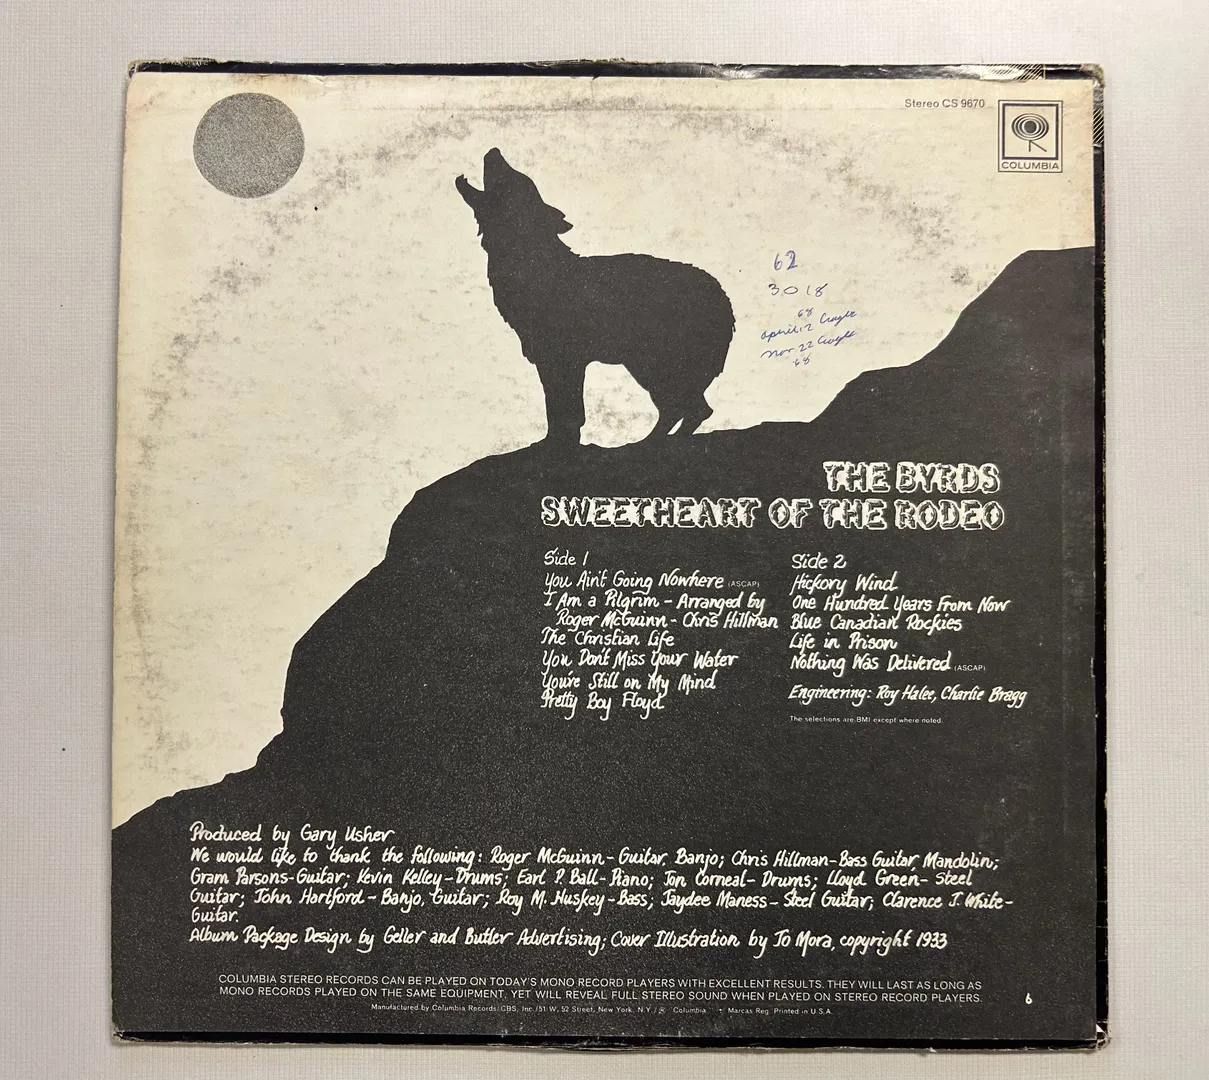 Stereo CS 9670
COLUMBIA
62
3018
68
April 12
Nov 22
68
THE BYRDS
SWEETHEART OF THE RODEO
Side 1
You Ain't Going Nowhere (ASCAP)
I Am a Pilgrim - Arranged by
Roger McGuinn - Chris Hillman
The Christian Life
You Don't Miss Your Water
You're Still on My Mind
Pretty Boy Floyd
Side 2
Hickory Wind
One Hundred Years From Now
Blue Canadian Rockies
Life in Prison
Nothing Was Delivered (ASCAP)
Engineering: Roy Halee, Charlie Bragg
The selections are BMI except where noted.
Produced by Gary Usher
We would like to thank the following: Roger McGuinn-Guitar, Banjo; Chris Hillman-Bass Guitar, Mandolin;
Gram Parsons-Guitar; Kevin Kelley-Drums; Earl P. Ball-Piano; Jon Corneal-Drums; Lloyd Green-Steel
Guitar; John Hartford-Banjo, Guitar; Roy M. Huskey-Bass; Jaydee Maness-Steel Guitar; Clarence J. White-
Guitar.
Album Package Design by Geller and Butler Advertising; Cover Illustration by Jo Mora, copyright 1933
COLUMBIA STEREO RECORDS CAN BE PLAYED ON TODAY'S MONO RECORD PLAYERS WITH EXCELLENT RESULTS. THEY WILL LAST AS LONG AS
MONO RECORDS PLAYED ON THE SAME EQUIPMENT, YET WILL REVEAL FULL STEREO SOUND WHEN PLAYED ON STEREO RECORD PLAYERS.
6
Manufactured by Columbia Records/CBS, Inc./51 W. 52 Street, New York, N.Y./® "Columbia," Marcas Reg. Printed in U.S.A.